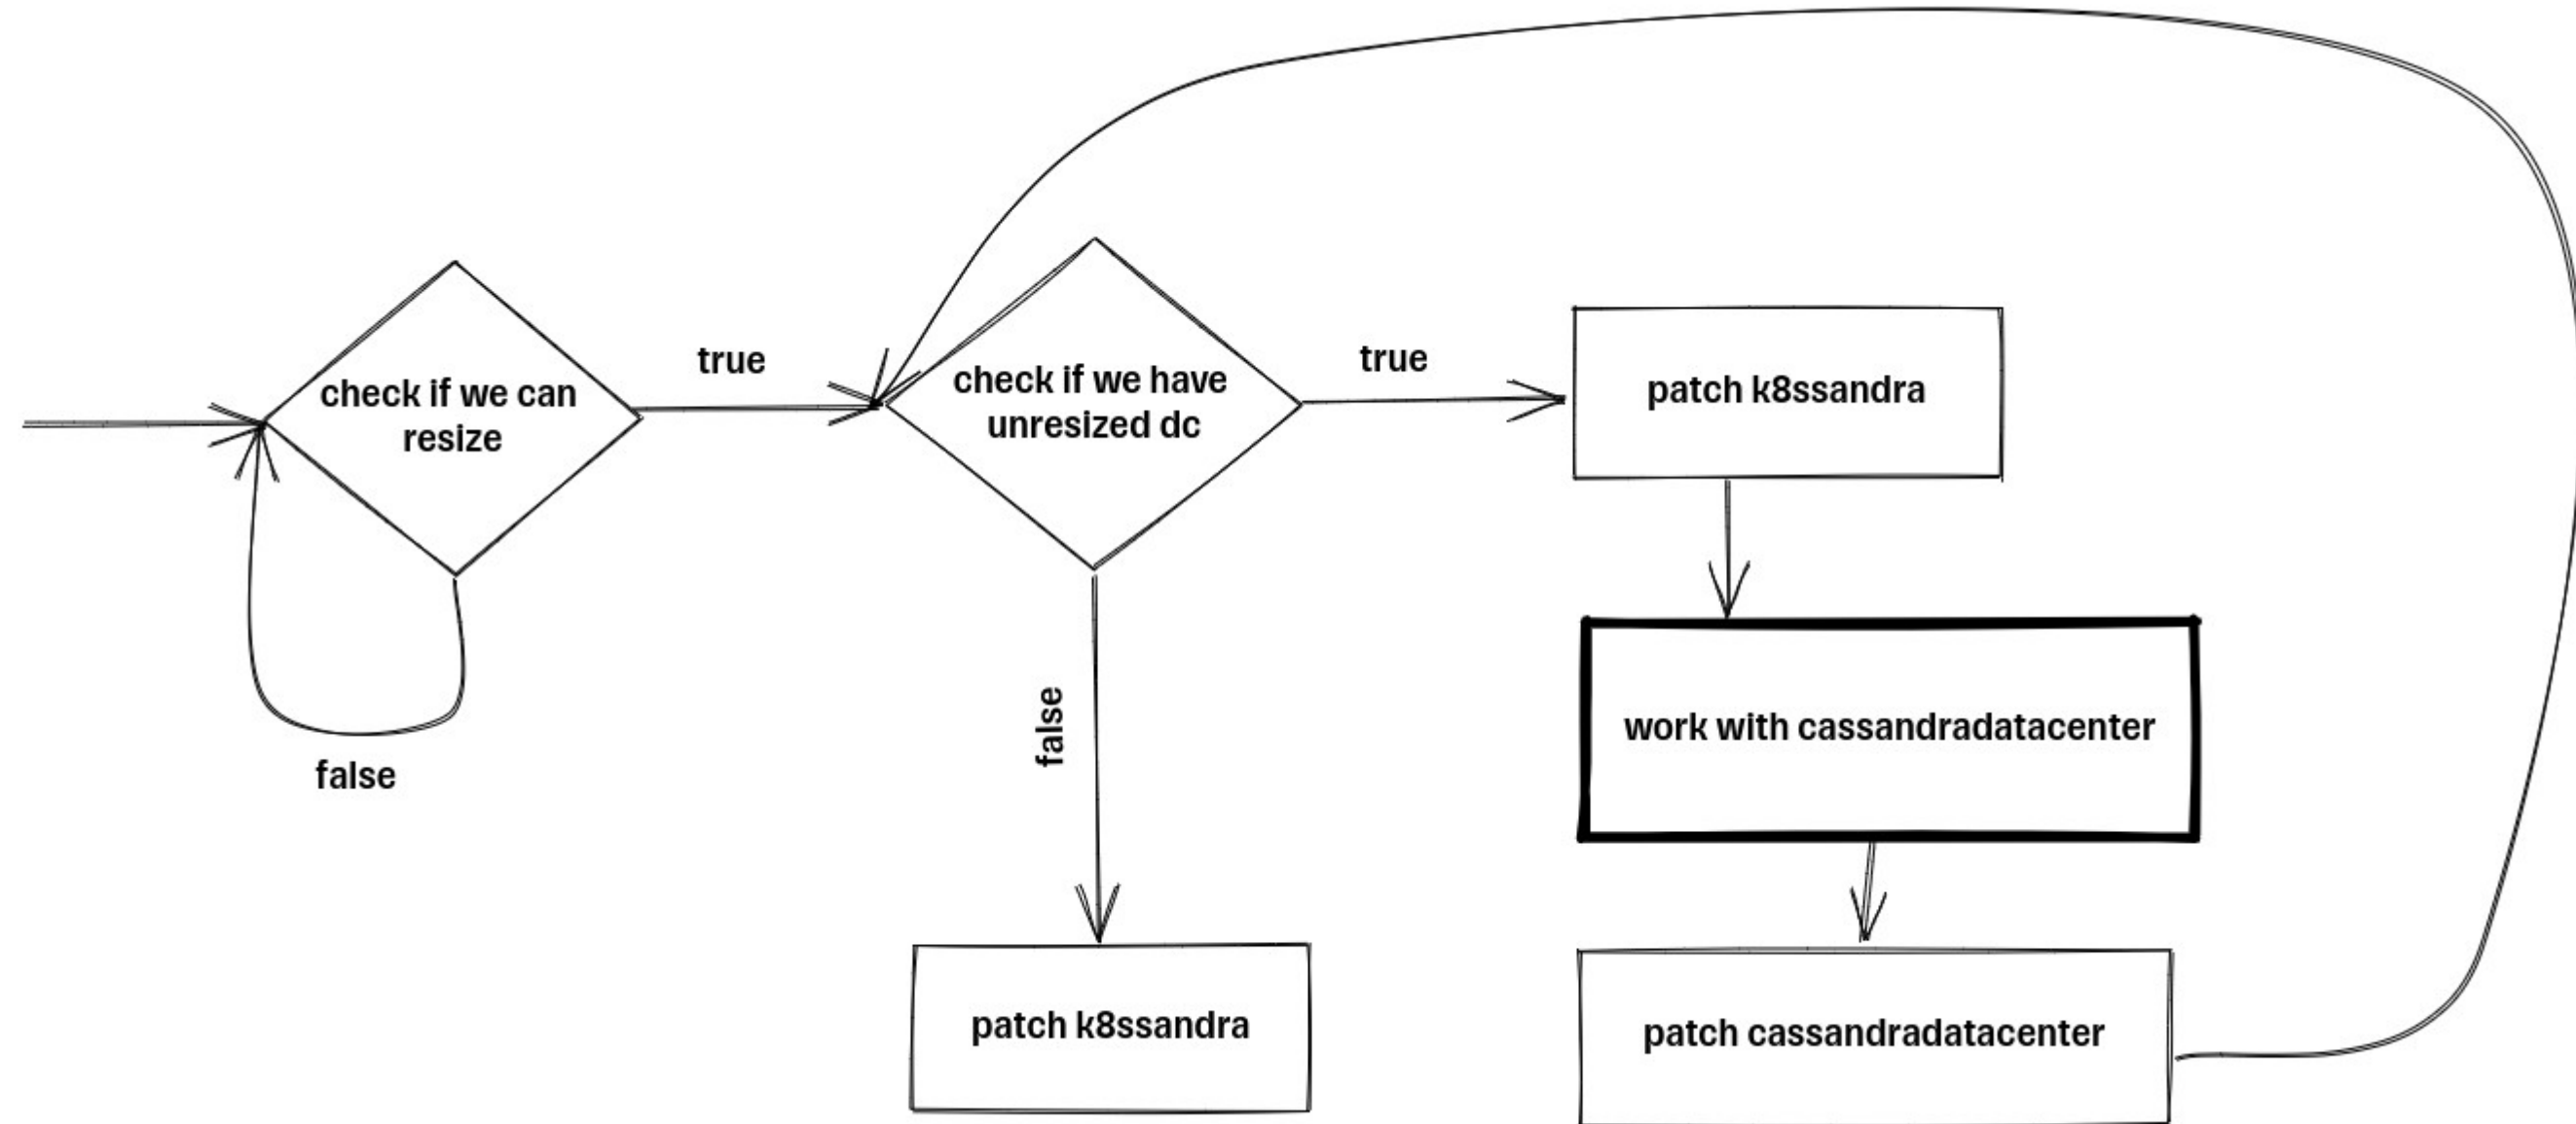 check if we can
resize
true
false
check if we have
unresized dc
true
false
patch k8ssandra
work with cassandradatacenter
patch cassandradatacenter
patch k8ssandra